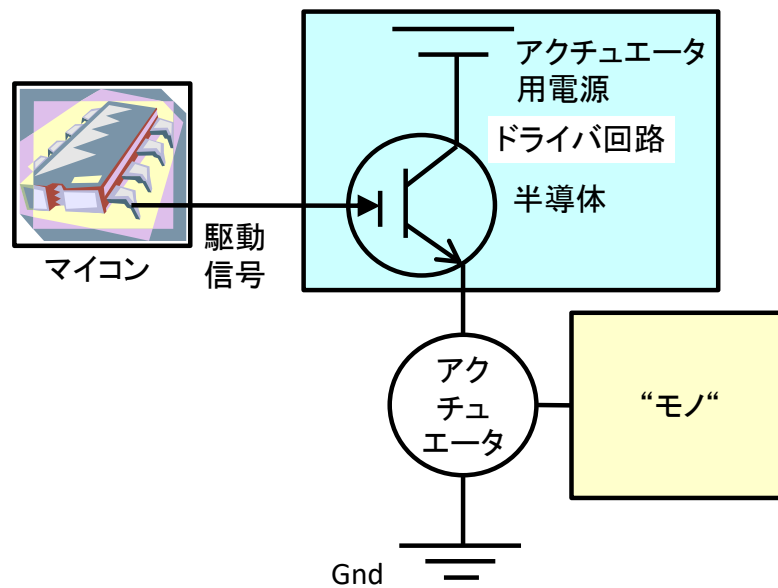 アクチュエータ
用電源
ドライバ回路
半導体
マイコン
駆動
信号
アク
チュ
エータ
“モノ“
Gnd